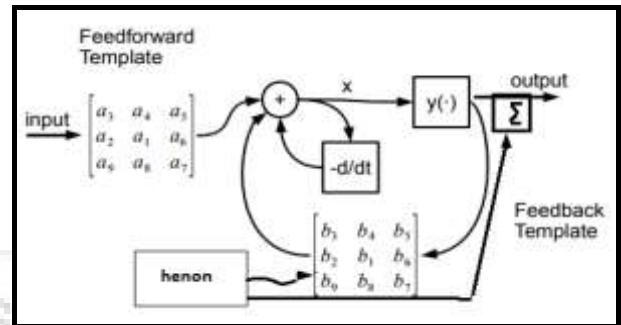 Feedforward
Template
input
a₃ a₄ a₅
a₂ a₁ a₆
a₉ a₈ a₇
+
x
y(·)
output
Σ
-d/dt
Feedback
Template
b₃ b₄ b₅
b₂ b₁ b₆
b₉ b₈ b₇
henon